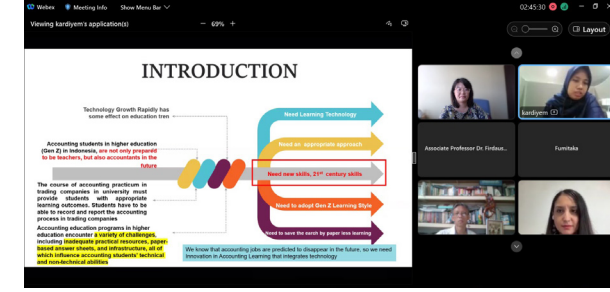 Webex
Meeting Info
Show Menu Bar
02:45:30
Viewing kardiyem's application(s)
− 69% +
Layout
INTRODUCTION
Technology Growth Rapidly has
some effect on education tren
Accounting students in higher education
(Gen Z) in Indonesia, are not only prepared
to be teachers, but also accountants in the
future
The course of accounting practicum in
trading companies in university must
provide students with appropriate
learning outcomes. Students have to be
able to record and report the accounting
process in trading companies
Accounting education programs in higher
education encounter a variety of challenges,
including inadequate practical resources, paper-
based answer sheets, and infrastructure, all of
which influence accounting students' technical
and non-technical abilities
Need Learning Technology
Need an appropriate approach
Need new skills, 21st century skills
Need to adopt Gen Z Learning Style
Need to save the earth by paper less learning
We know that accounting jobs are predicted to disappear in the future, so we need
Innovation in Accounting Learning that integrates technology
kardiyem
Associate Professor Dr. Firdaus...
Fumitaka